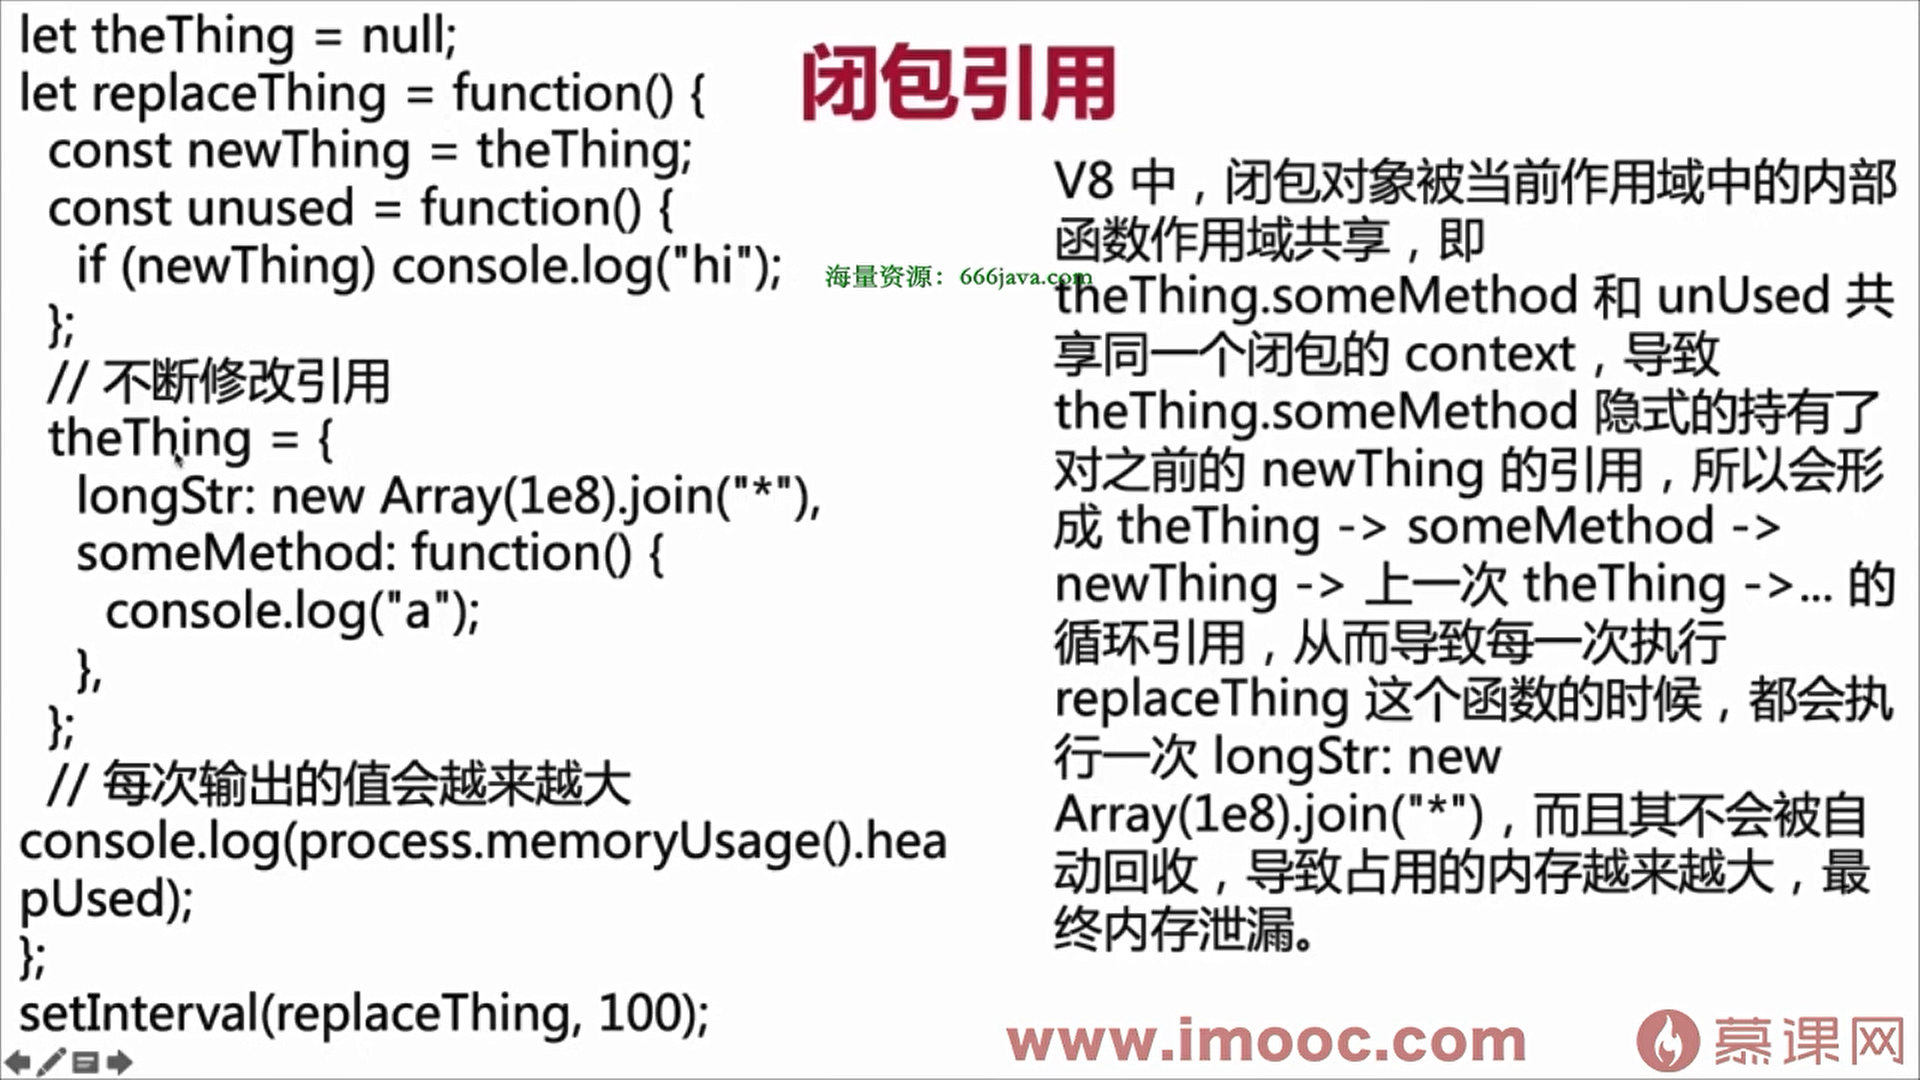 let theThing = null;
let replaceThing = function() {
const newThing = theThing;
const unused = function() {
if (newThing) console.log("hi");
};
// 不断修改引用
theThing = {
longStr: new Array(1e8).join("*"),
someMethod: function() {
console.log("a");
},
};
// 每次输出的值会越来越大
console.log(process.memoryUsage().hea
pUsed);
};
setInterval(replaceThing, 100);
闭包引用
海量资源：666java.com
V8 中，闭包对象被当前作用域中的内部
函数作用域共享，即
theThing.someMethod 和 unUsed 共
享同一个闭包的 context，导致
theThing.someMethod 隐式的持有了
对之前的 newThing 的引用，所以会形
成 theThing -> someMethod ->
newThing -> 上一次 theThing ->... 的
循环引用，从而导致每一次执行
replaceThing 这个函数的时候，都会执
行一次 longStr: new
Array(1e8).join("*")，而且其不会被自
动回收，导致占用的内存越来越大，最
终内存泄漏。
www.imooc.com
慕课网